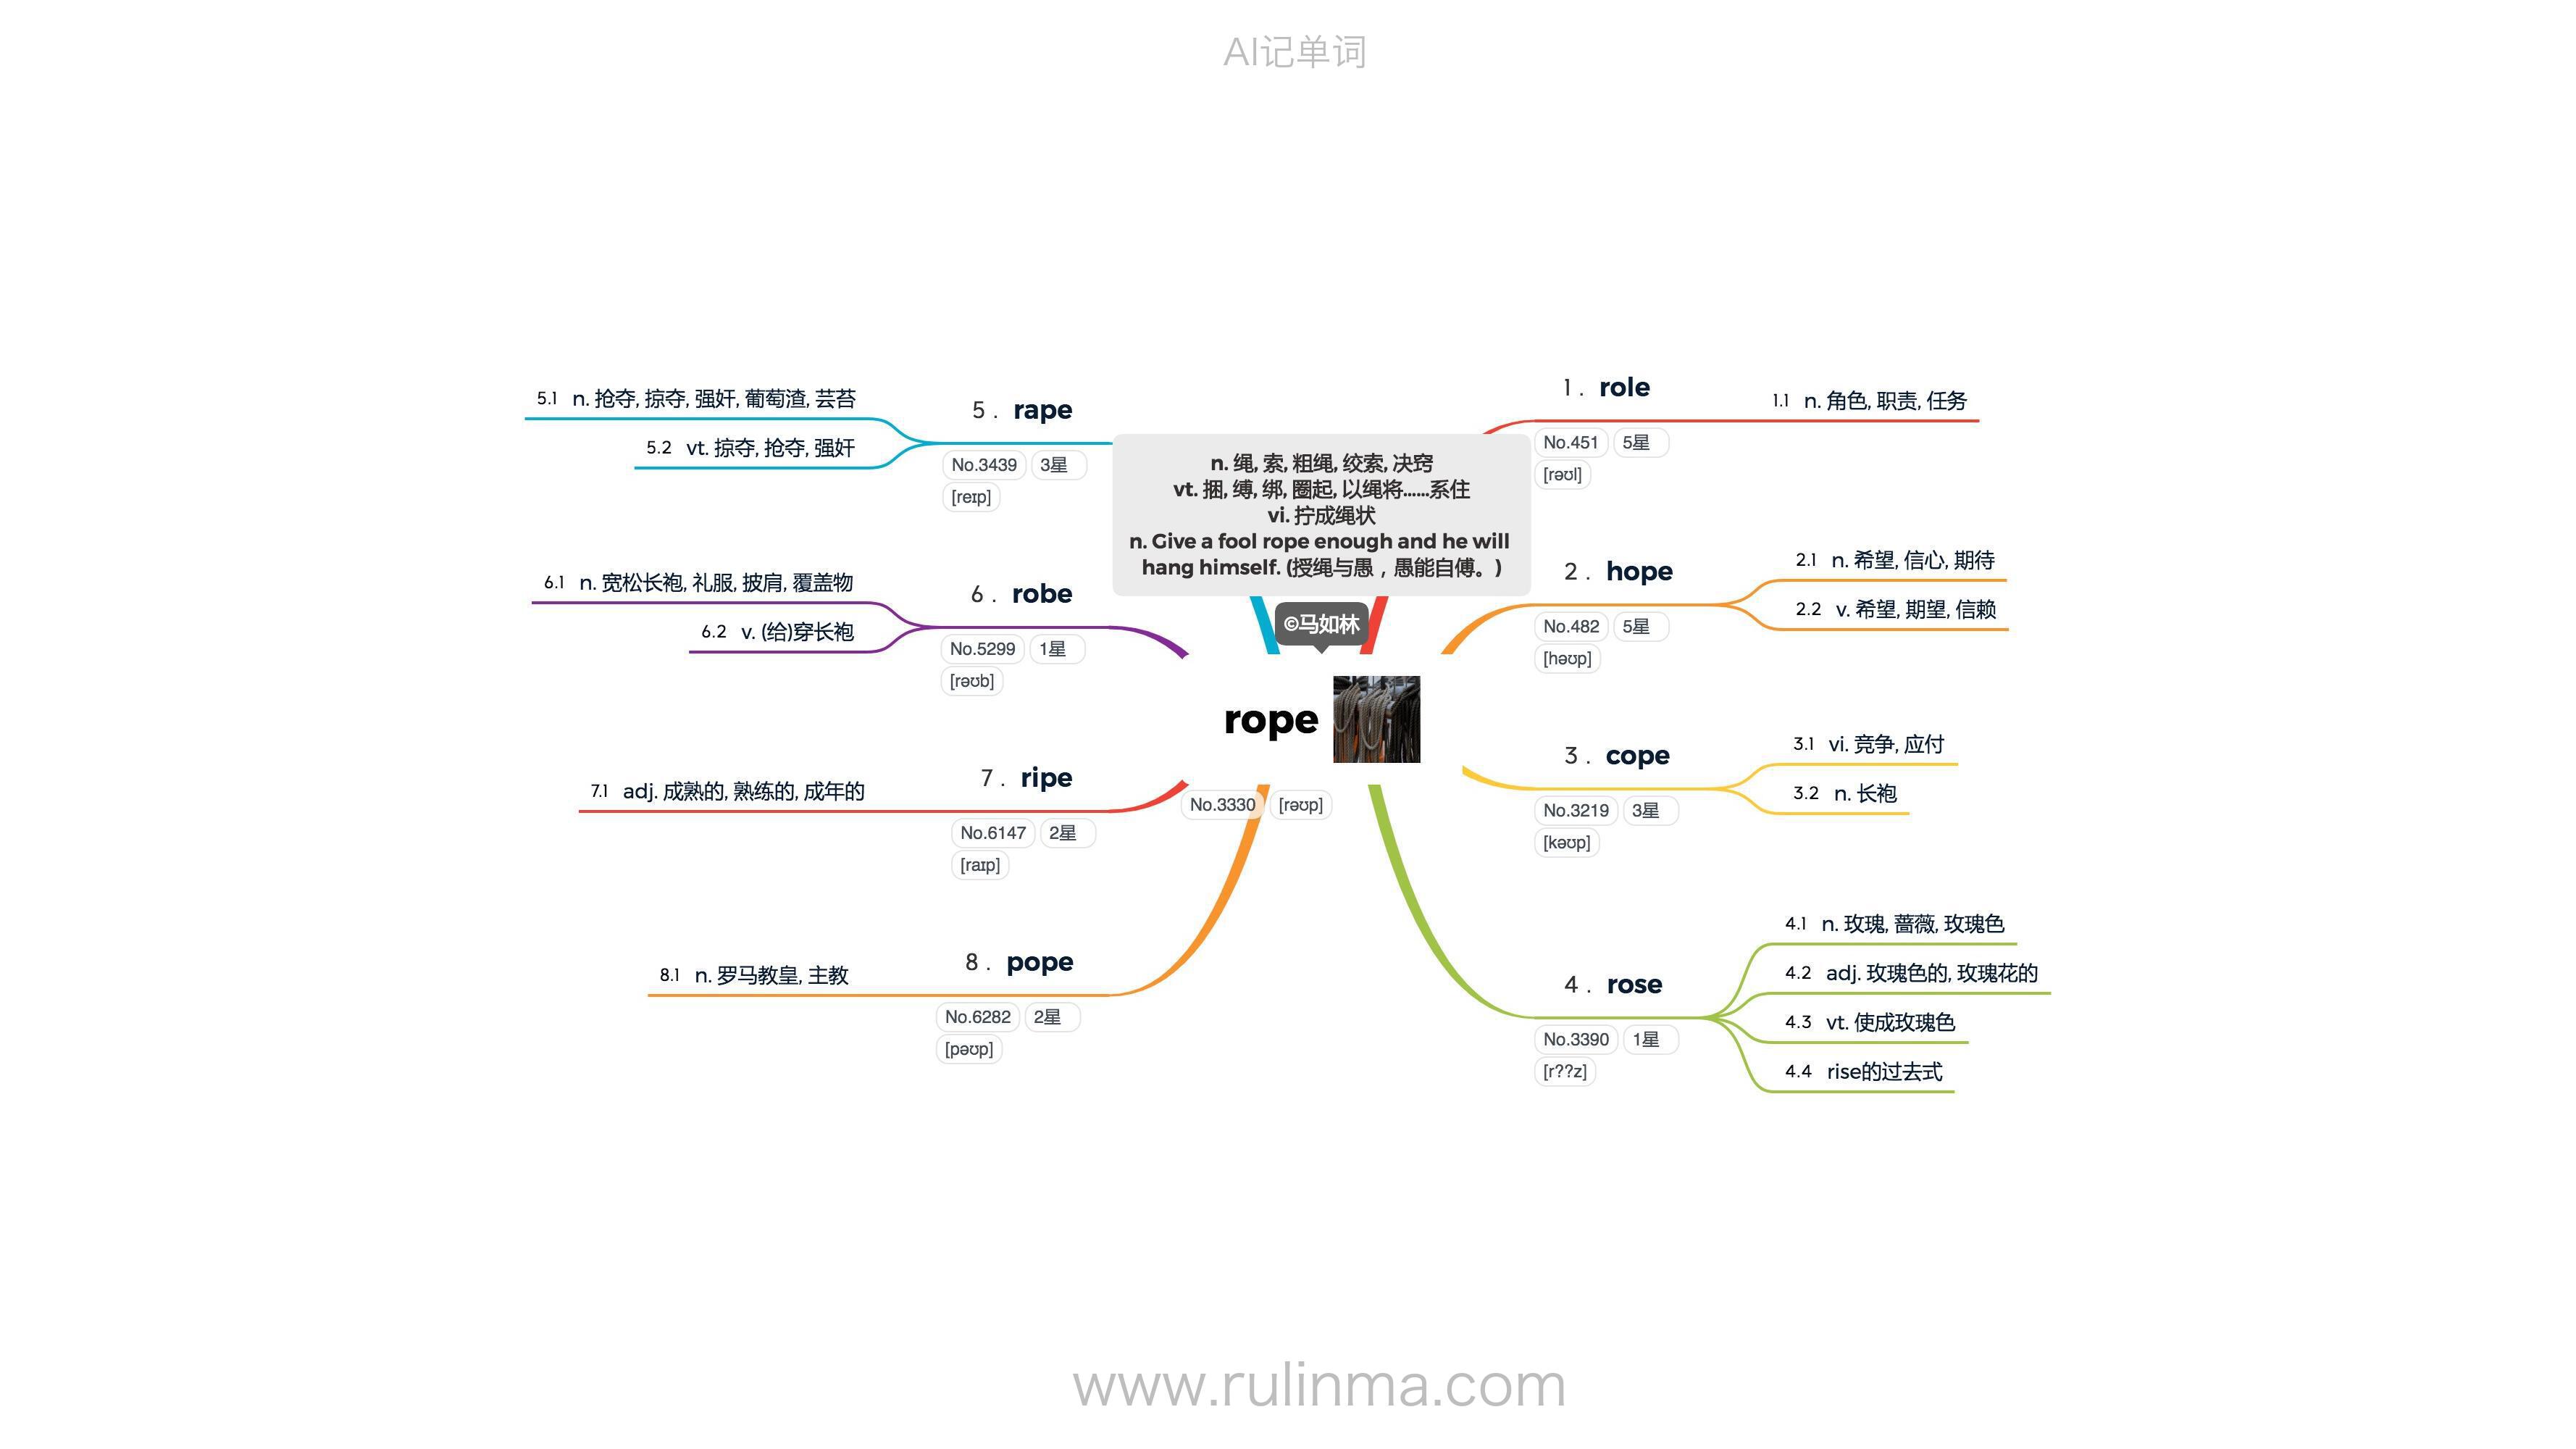 AI记单词
n. 绳, 索, 粗绳, 绞索, 决窍
vt. 捆, 缚, 绑, 圈起, 以绳将……系住
vi. 拧成绳状
n. Give a fool rope enough and he will
hang himself. (授绳与愚，愚能自傅。)
©马如林
rope
No.3330 [rəʊp]
1. role
No.451 5星
[rəʊl]
1.1 n. 角色, 职责, 任务
2. hope
No.482 5星
[həʊp]
2.1 n. 希望, 信心, 期待
2.2 v. 希望, 期望, 信赖
3. cope
No.3219 3星
[kəʊp]
3.1 vi. 竞争, 应付
3.2 n. 长袍
4. rose
No.3390 1星
[r??z]
4.1 n. 玫瑰, 蔷薇, 玫瑰色
4.2 adj. 玫瑰色的, 玫瑰花的
4.3 vt. 使成玫瑰色
4.4 rise的过去式
5. rape
No.3439 3星
[reɪp]
5.1 n. 抢夺, 掠夺, 强奸, 葡萄渣, 芸苔
5.2 vt. 掠夺, 抢夺, 强奸
6. robe
No.5299 1星
[rəʊb]
6.1 n. 宽松长袍, 礼服, 披肩, 覆盖物
6.2 v. (给)穿长袍
7. ripe
No.6147 2星
[raɪp]
7.1 adj. 成熟的, 熟练的, 成年的
8. pope
No.6282 2星
[pəʊp]
8.1 n. 罗马教皇, 主教
www.rulinma.com